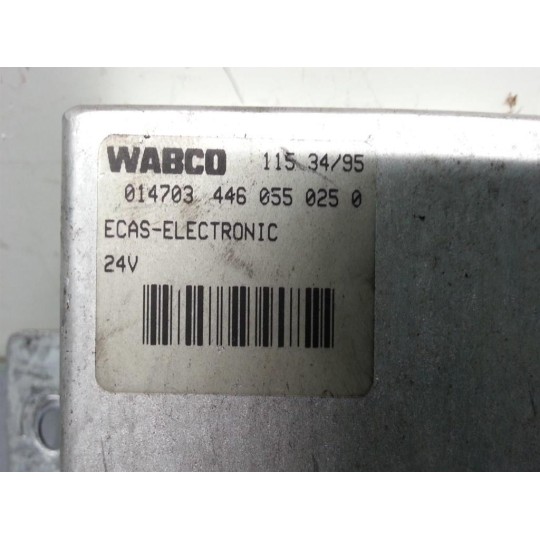 WABCO 115 34/95
014703 446 055 025 0
ECAS-ELECTRONIC
24V